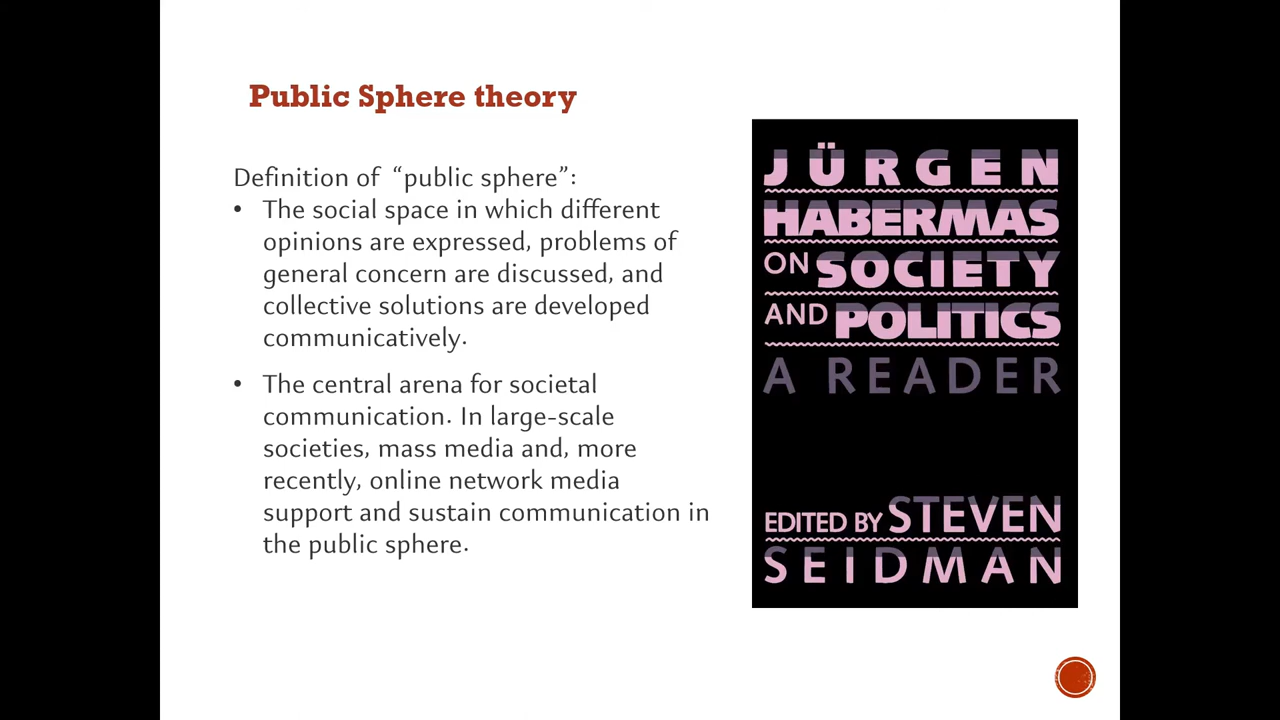 Public Sphere theory
Definition of “public sphere”:
• The social space in which different
opinions are expressed, problems of
general concern are discussed, and
collective solutions are developed
communicatively.
• The central arena for societal
communication. In large-scale
societies, mass media and, more
recently, online network media
support and sustain communication in
the public sphere.
JÜRGEN
HABERMAS
ON SOCIETY
AND POLITICS
A READER
EDITED BY STEVEN
SEIDMAN